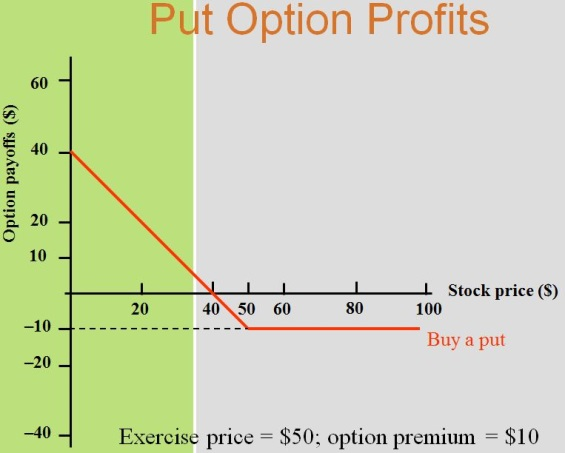 Put Option Profits
Option payoffs ($)
60
40
20
10
–10
–20
–40
20 40 50 60 80 100
Stock price ($)
Buy a put
Exercise price = $50; option premium = $10